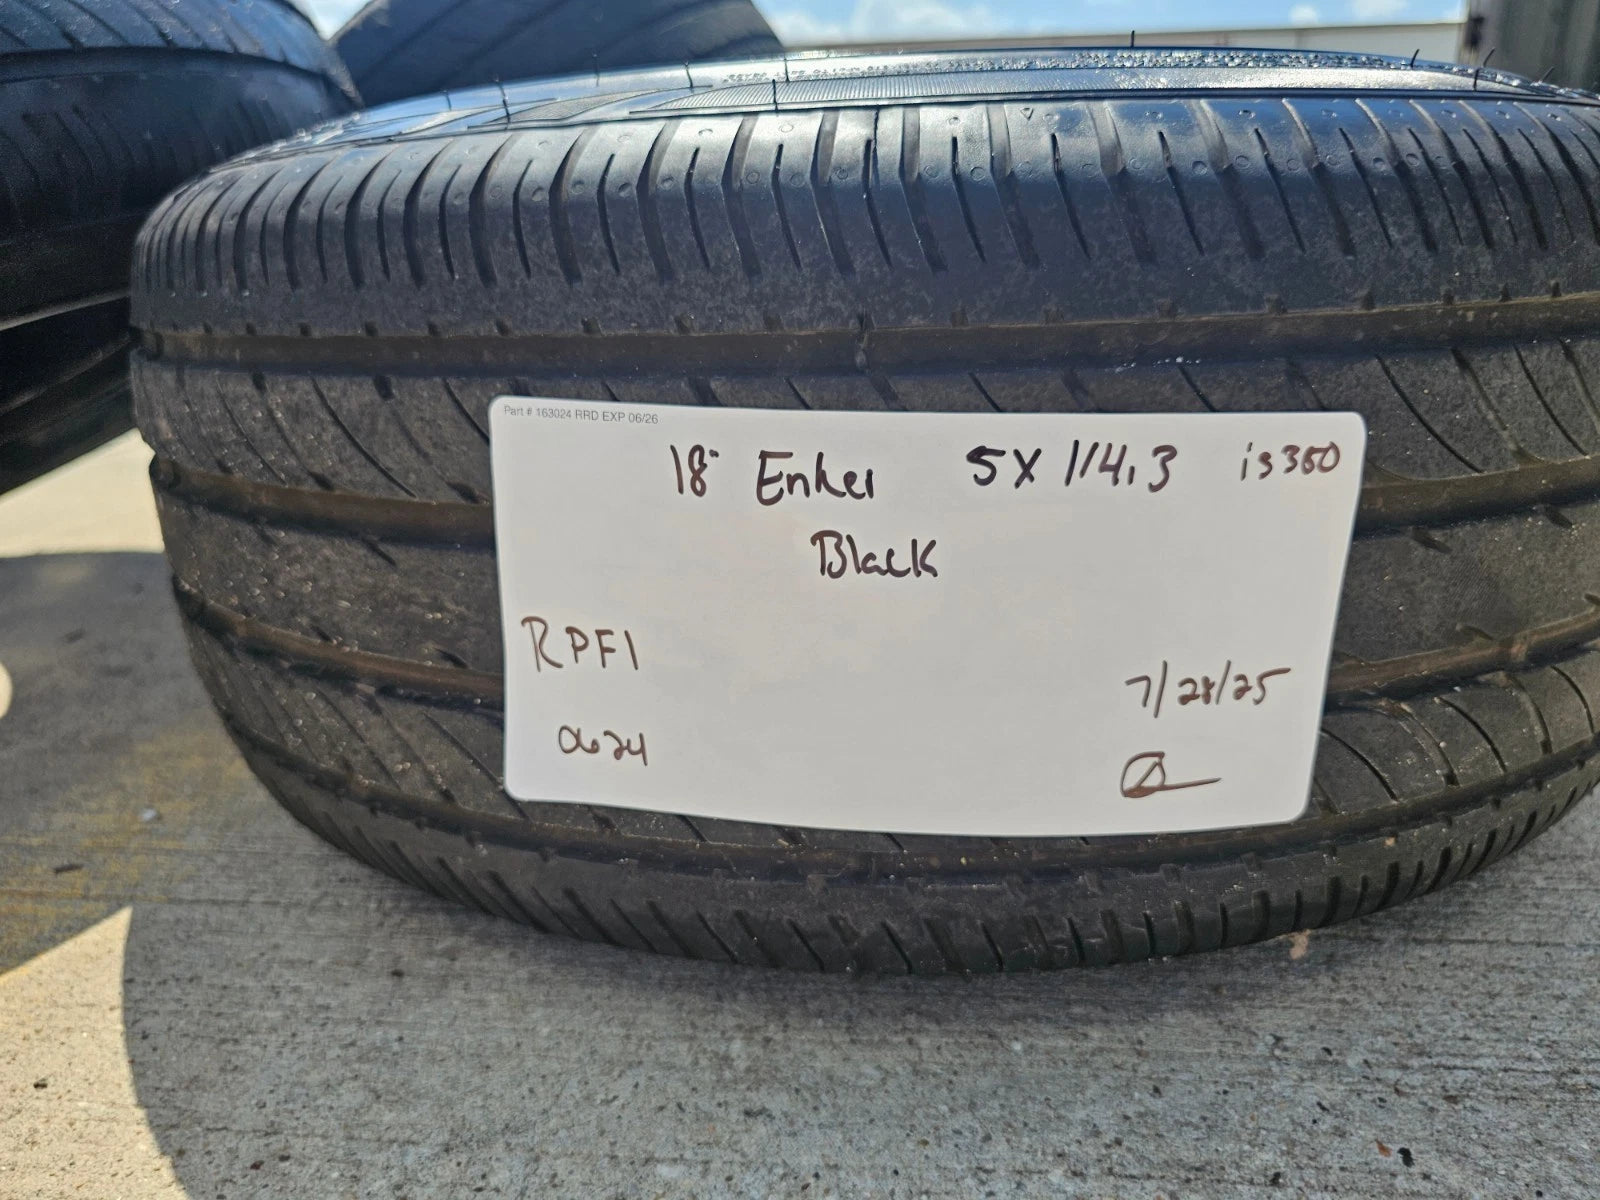 Part # 163024 RRD EXP 06/26
18" Enkei 5X114.3 is350
Black
RPF1
0624
7/28/25